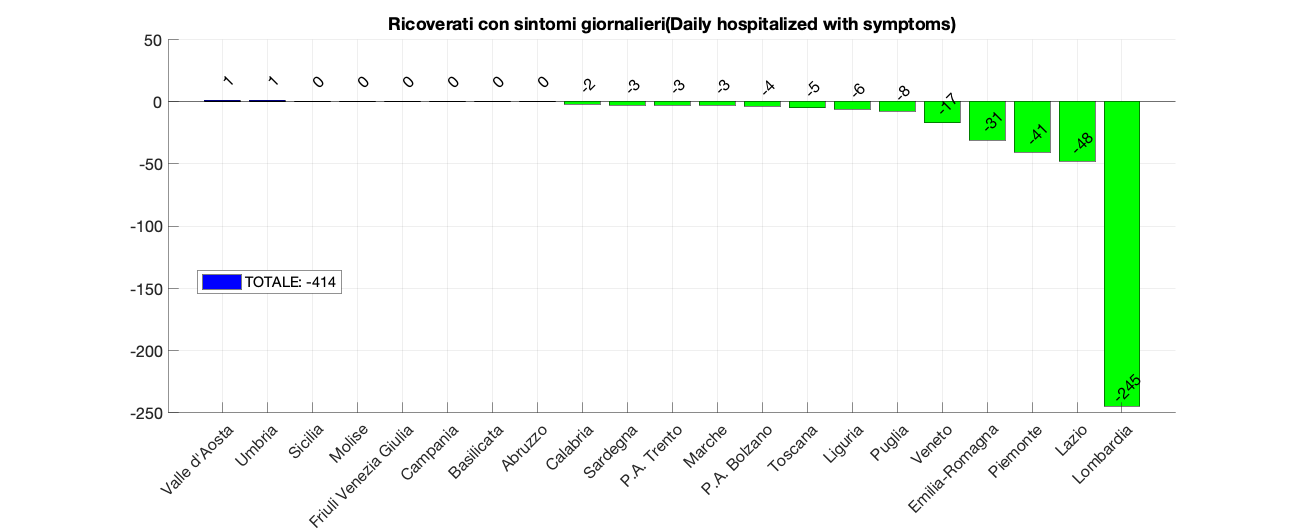 Ricoverati con sintomi giornalieri(Daily hospitalized with symptoms)
50
0
-50
-100
-150
-200
-250
1
1
0
0
0
0
0
0
-2
-3
-3
-3
-4
-5
-6
-8
-17
-31
-41
-48
-245
TOTALE: -414
Valle d'Aosta
Umbria
Sicilia
Molise
Friuli Venezia Giulia
Campania
Basilicata
Abruzzo
Calabria
Sardegna
P.A. Trento
Marche
P.A. Bolzano
Toscana
Liguria
Puglia
Veneto
Emilia-Romagna
Piemonte
Lazio
Lombardia